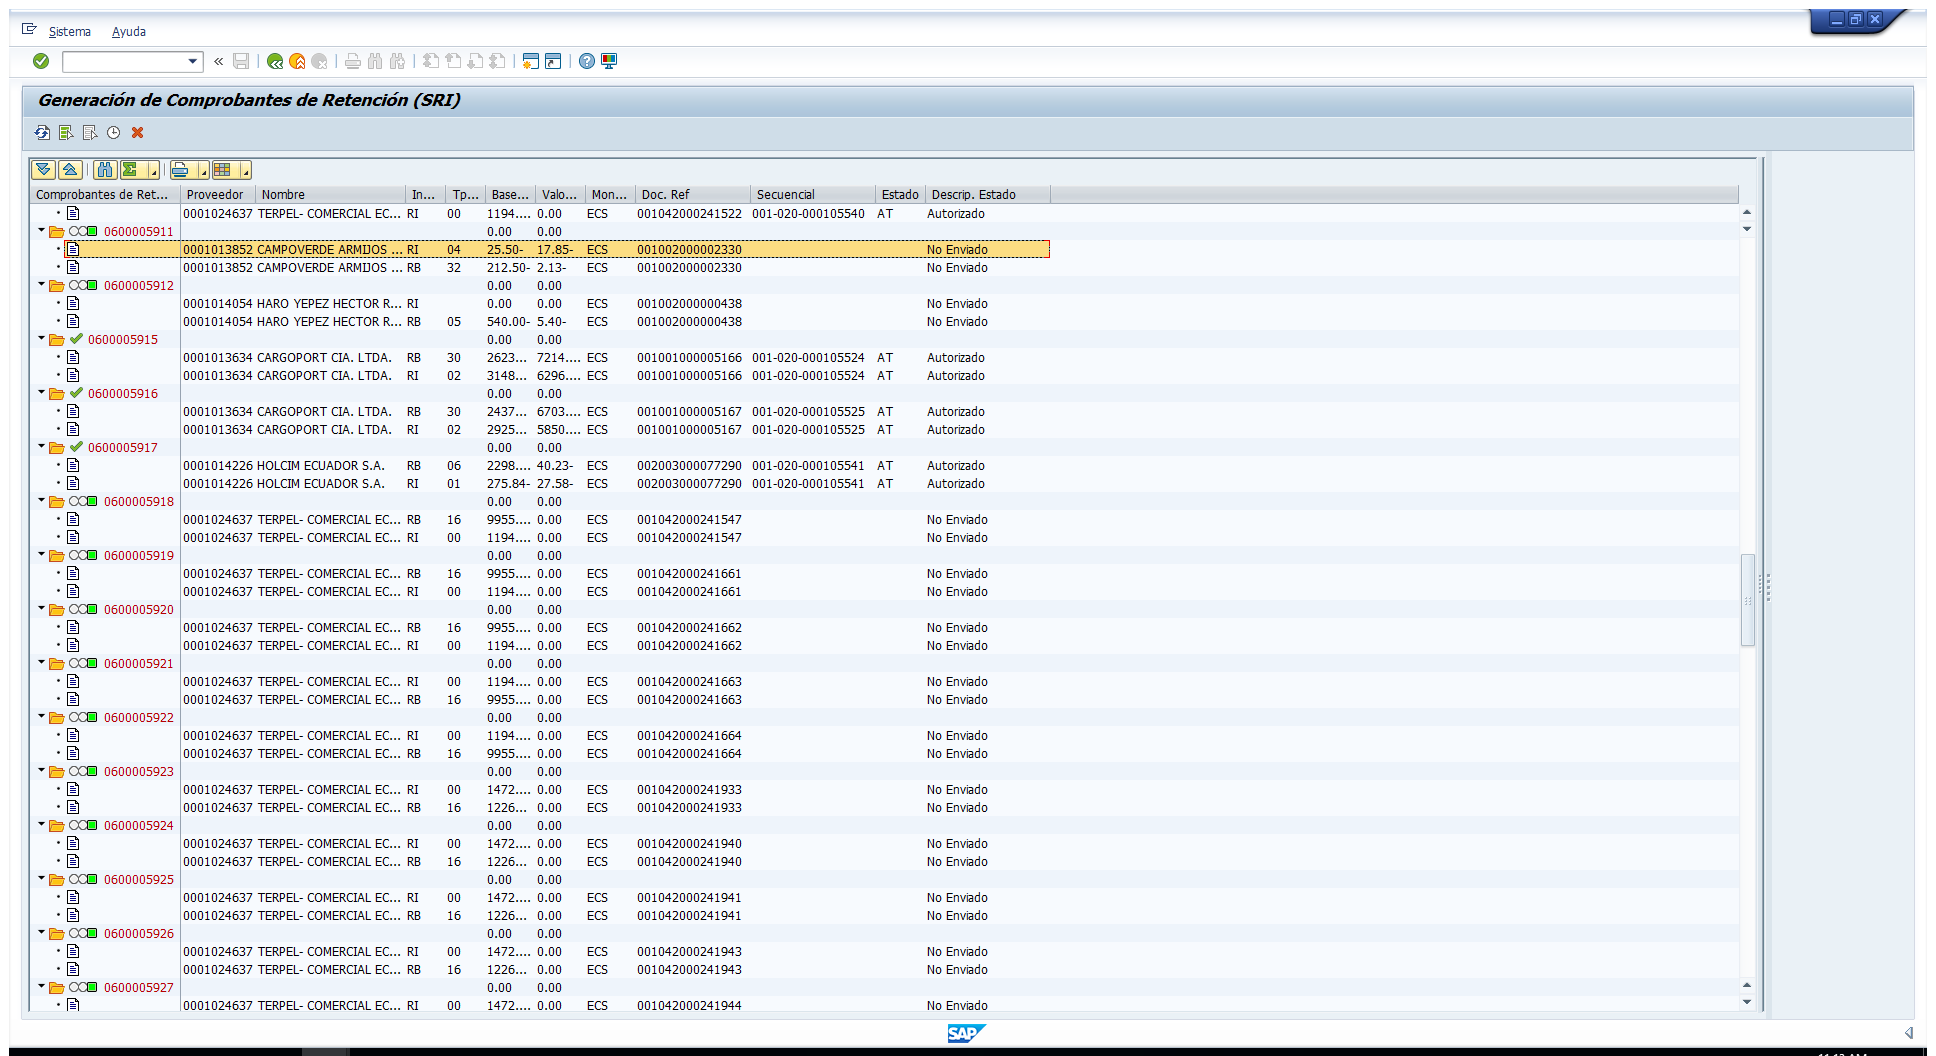 Sistema Ayuda
Generación de Comprobantes de Retención (SRI)
Comprobantes de Ret... Proveedor Nombre In... Tp... Base... Valo... Mon... Doc. Ref Secuencial Estado Descrip. Estado
0001024637 TERPEL- COMERCIAL EC... RI 00 1194.... 0.00 ECS 001042000241522 001-020-000105540 AT Autorizado
0600005911 0.00 0.00
0001013852 CAMPOVERDE ARMIJOS ... RI 04 25.50- 17.85- ECS 001002000002330 No Enviado
0001013852 CAMPOVERDE ARMIJOS ... RB 32 212.50- 2.13- ECS 001002000002330 No Enviado
0600005912 0.00 0.00
0001014054 HARO YEPEZ HECTOR R... RI 0.00 0.00 ECS 001002000000438 No Enviado
0001014054 HARO YEPEZ HECTOR R... RB 05 540.00- 5.40- ECS 001002000000438 No Enviado
0600005915 0.00 0.00
0001013634 CARGOPORT CIA. LTDA. RB 30 2623... 7214.... ECS 001001000005166 001-020-000105524 AT Autorizado
0001013634 CARGOPORT CIA. LTDA. RI 02 3148... 6296.... ECS 001001000005166 001-020-000105524 AT Autorizado
0600005916 0.00 0.00
0001013634 CARGOPORT CIA. LTDA. RB 30 2437... 6703.... ECS 001001000005167 001-020-000105525 AT Autorizado
0001013634 CARGOPORT CIA. LTDA. RI 02 2925... 5850.... ECS 001001000005167 001-020-000105525 AT Autorizado
0600005917 0.00 0.00
0001014226 HOLCIM ECUADOR S.A. RB 06 2298.... 40.23- ECS 002003000077290 001-020-000105541 AT Autorizado
0001014226 HOLCIM ECUADOR S.A. RI 01 275.84- 27.58- ECS 002003000077290 001-020-000105541 AT Autorizado
0600005918 0.00 0.00
0001024637 TERPEL- COMERCIAL EC... RB 16 9955.... 0.00 ECS 001042000241547 No Enviado
0001024637 TERPEL- COMERCIAL EC... RI 00 1194.... 0.00 ECS 001042000241547 No Enviado
0600005919 0.00 0.00
0001024637 TERPEL- COMERCIAL EC... RB 16 9955.... 0.00 ECS 001042000241661 No Enviado
0001024637 TERPEL- COMERCIAL EC... RI 00 1194.... 0.00 ECS 001042000241661 No Enviado
0600005920 0.00 0.00
0001024637 TERPEL- COMERCIAL EC... RB 16 9955.... 0.00 ECS 001042000241662 No Enviado
0001024637 TERPEL- COMERCIAL EC... RI 00 1194.... 0.00 ECS 001042000241662 No Enviado
0600005921 0.00 0.00
0001024637 TERPEL- COMERCIAL EC... RI 00 1194.... 0.00 ECS 001042000241663 No Enviado
0001024637 TERPEL- COMERCIAL EC... RB 16 9955.... 0.00 ECS 001042000241663 No Enviado
0600005922 0.00 0.00
0001024637 TERPEL- COMERCIAL EC... RI 00 1194.... 0.00 ECS 001042000241664 No Enviado
0001024637 TERPEL- COMERCIAL EC... RB 16 9955.... 0.00 ECS 001042000241664 No Enviado
0600005923 0.00 0.00
0001024637 TERPEL- COMERCIAL EC... RI 00 1472.... 0.00 ECS 001042000241933 No Enviado
0001024637 TERPEL- COMERCIAL EC... RB 16 1226... 0.00 ECS 001042000241933 No Enviado
0600005924 0.00 0.00
0001024637 TERPEL- COMERCIAL EC... RI 00 1472.... 0.00 ECS 001042000241940 No Enviado
0001024637 TERPEL- COMERCIAL EC... RB 16 1226... 0.00 ECS 001042000241940 No Enviado
0600005925 0.00 0.00
0001024637 TERPEL- COMERCIAL EC... RI 00 1472.... 0.00 ECS 001042000241941 No Enviado
0001024637 TERPEL- COMERCIAL EC... RB 16 1226... 0.00 ECS 001042000241941 No Enviado
0600005926 0.00 0.00
0001024637 TERPEL- COMERCIAL EC... RI 00 1472.... 0.00 ECS 001042000241943 No Enviado
0001024637 TERPEL- COMERCIAL EC... RB 16 1226... 0.00 ECS 001042000241943 No Enviado
0600005927 0.00 0.00
0001024637 TERPEL- COMERCIAL EC... RI 00 1472.... 0.00 ECS 001042000241944 No Enviado
SAP